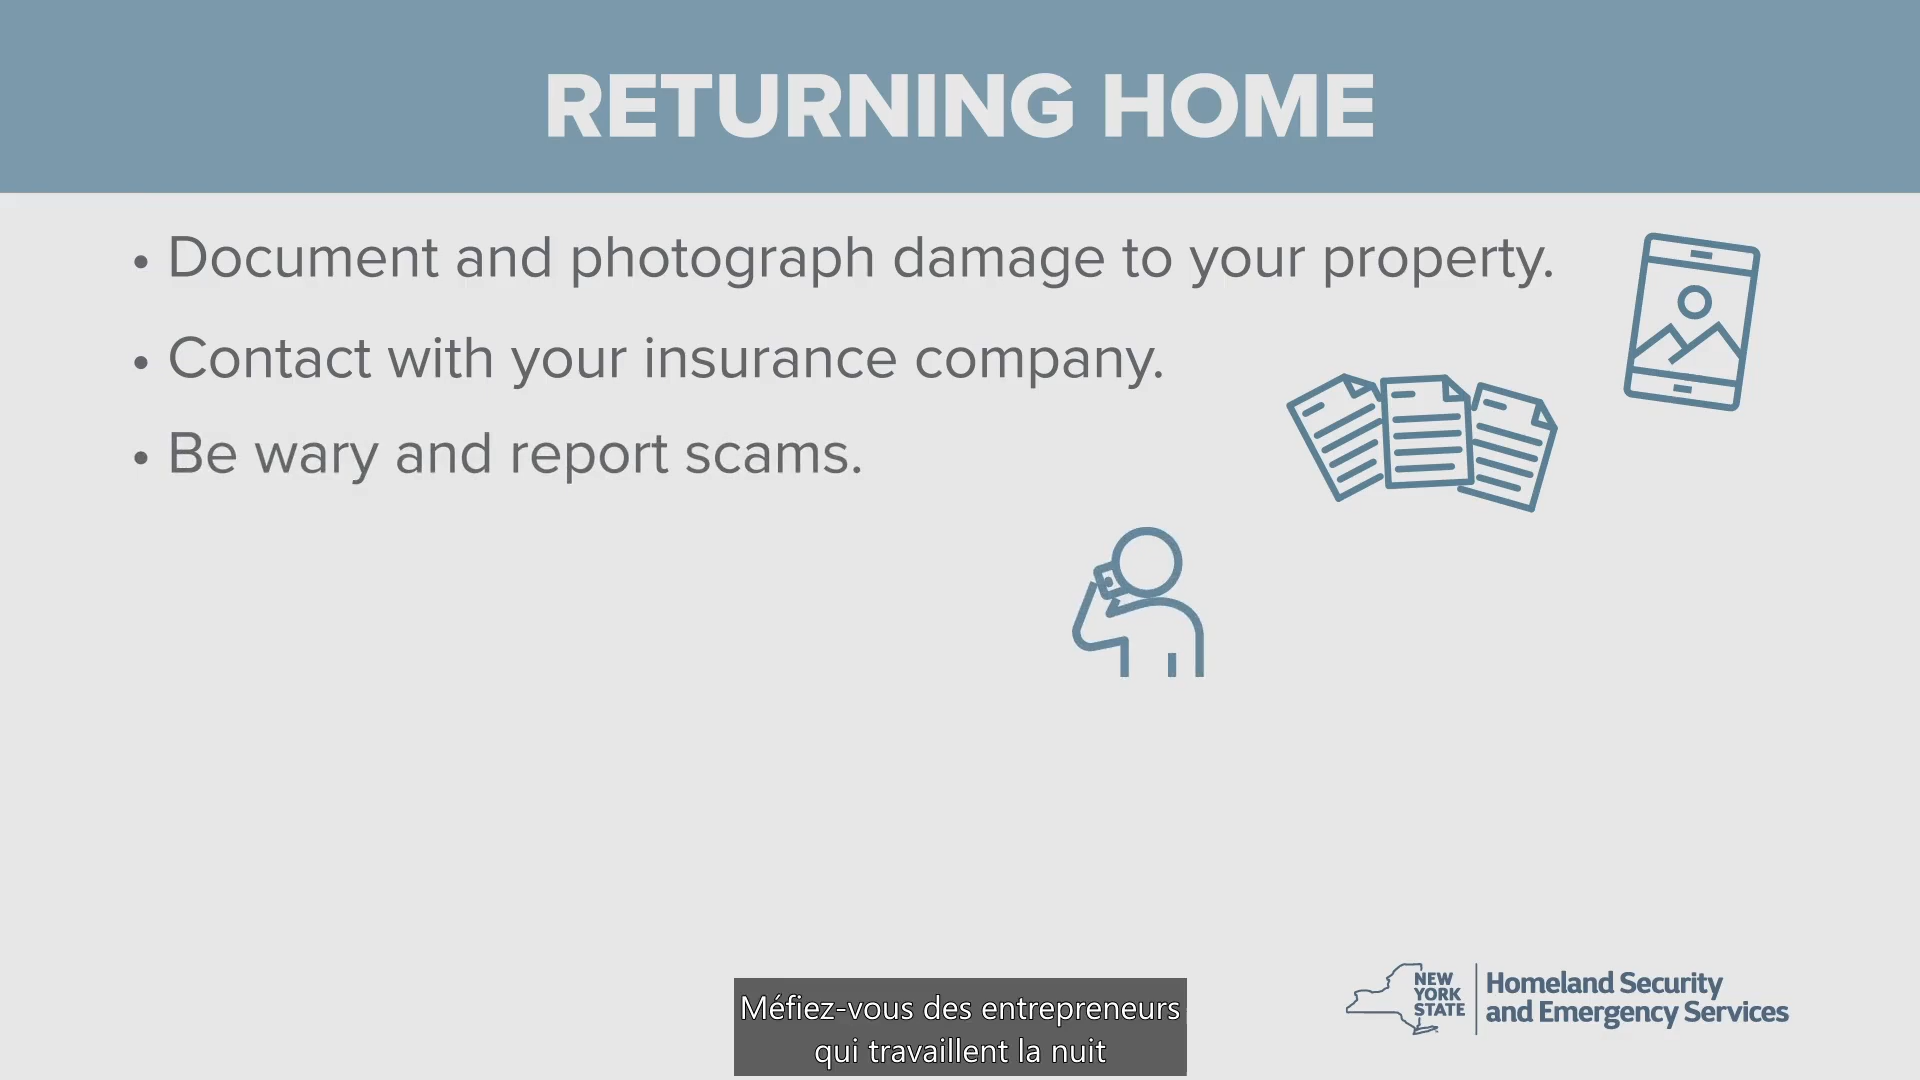 RETURNING HOME
• Document and photograph damage to your property.
• Contact with your insurance company.
• Be wary and report scams.
NEW
YORK
STATE
Homeland Security
and Emergency Services
Méfiez-vous des entrepreneurs
qui travaillent la nuit